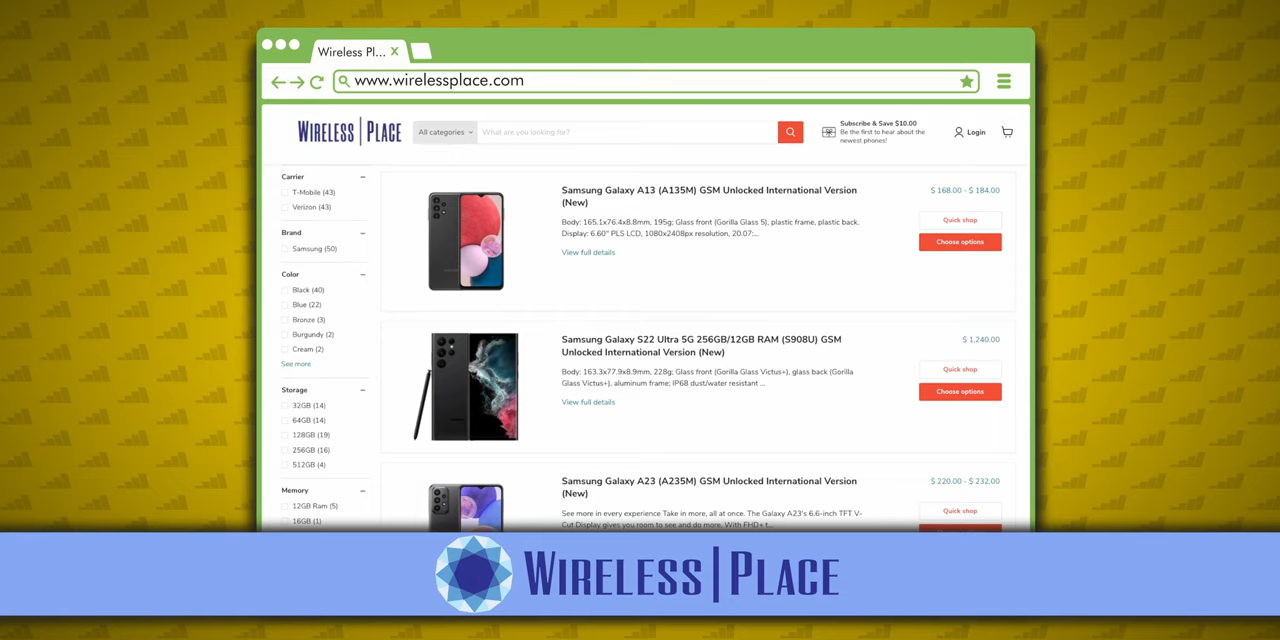 Wireless Pl... X
www.wirelessplace.com
WIRELESS | PLACE
All categories
What are you looking for?
Subscribe & Save $10.00
Be the first to hear about the
newest phones!
Login
Carrier
T-Mobile (43)
Verizon (43)
Brand
Samsung (50)
Color
Black (40)
Blue (22)
Bronze (3)
Burgundy (2)
Cream (2)
See more
Storage
32GB (14)
64GB (14)
128GB (19)
256GB (16)
512GB (4)
Memory
12GB Ram (5)
16GB (1)
Samsung Galaxy A13 (A135M) GSM Unlocked International Version
(New)
Body: 165.1x76.4x8.8mm, 195g; Glass front (Gorilla Glass 5), plastic frame, plastic back.
Display: 6.60" PLS LCD, 1080x2408px resolution, 20.07:...
View full details
$ 168.00 - $ 184.00
Quick shop
Choose options
Samsung Galaxy S22 Ultra 5G 256GB/12GB RAM (S908U) GSM
Unlocked International Version (New)
Body: 163.3x77.9x8.9mm, 228g; Glass front (Gorilla Glass Victus+), glass back (Gorilla
Glass Victus+), aluminum frame; IP68 dust/water resistant ...
View full details
$ 1,240.00
Quick shop
Choose options
Samsung Galaxy A23 (A235M) GSM Unlocked International Version
(New)
See more in every experience Take in more, all at once. The Galaxy A23's 6.6-inch TFT V-
Cut Display gives you room to see and do more. With FHD+ t...
$ 220.00 - $ 232.00
Quick shop
WIRELESS | PLACE